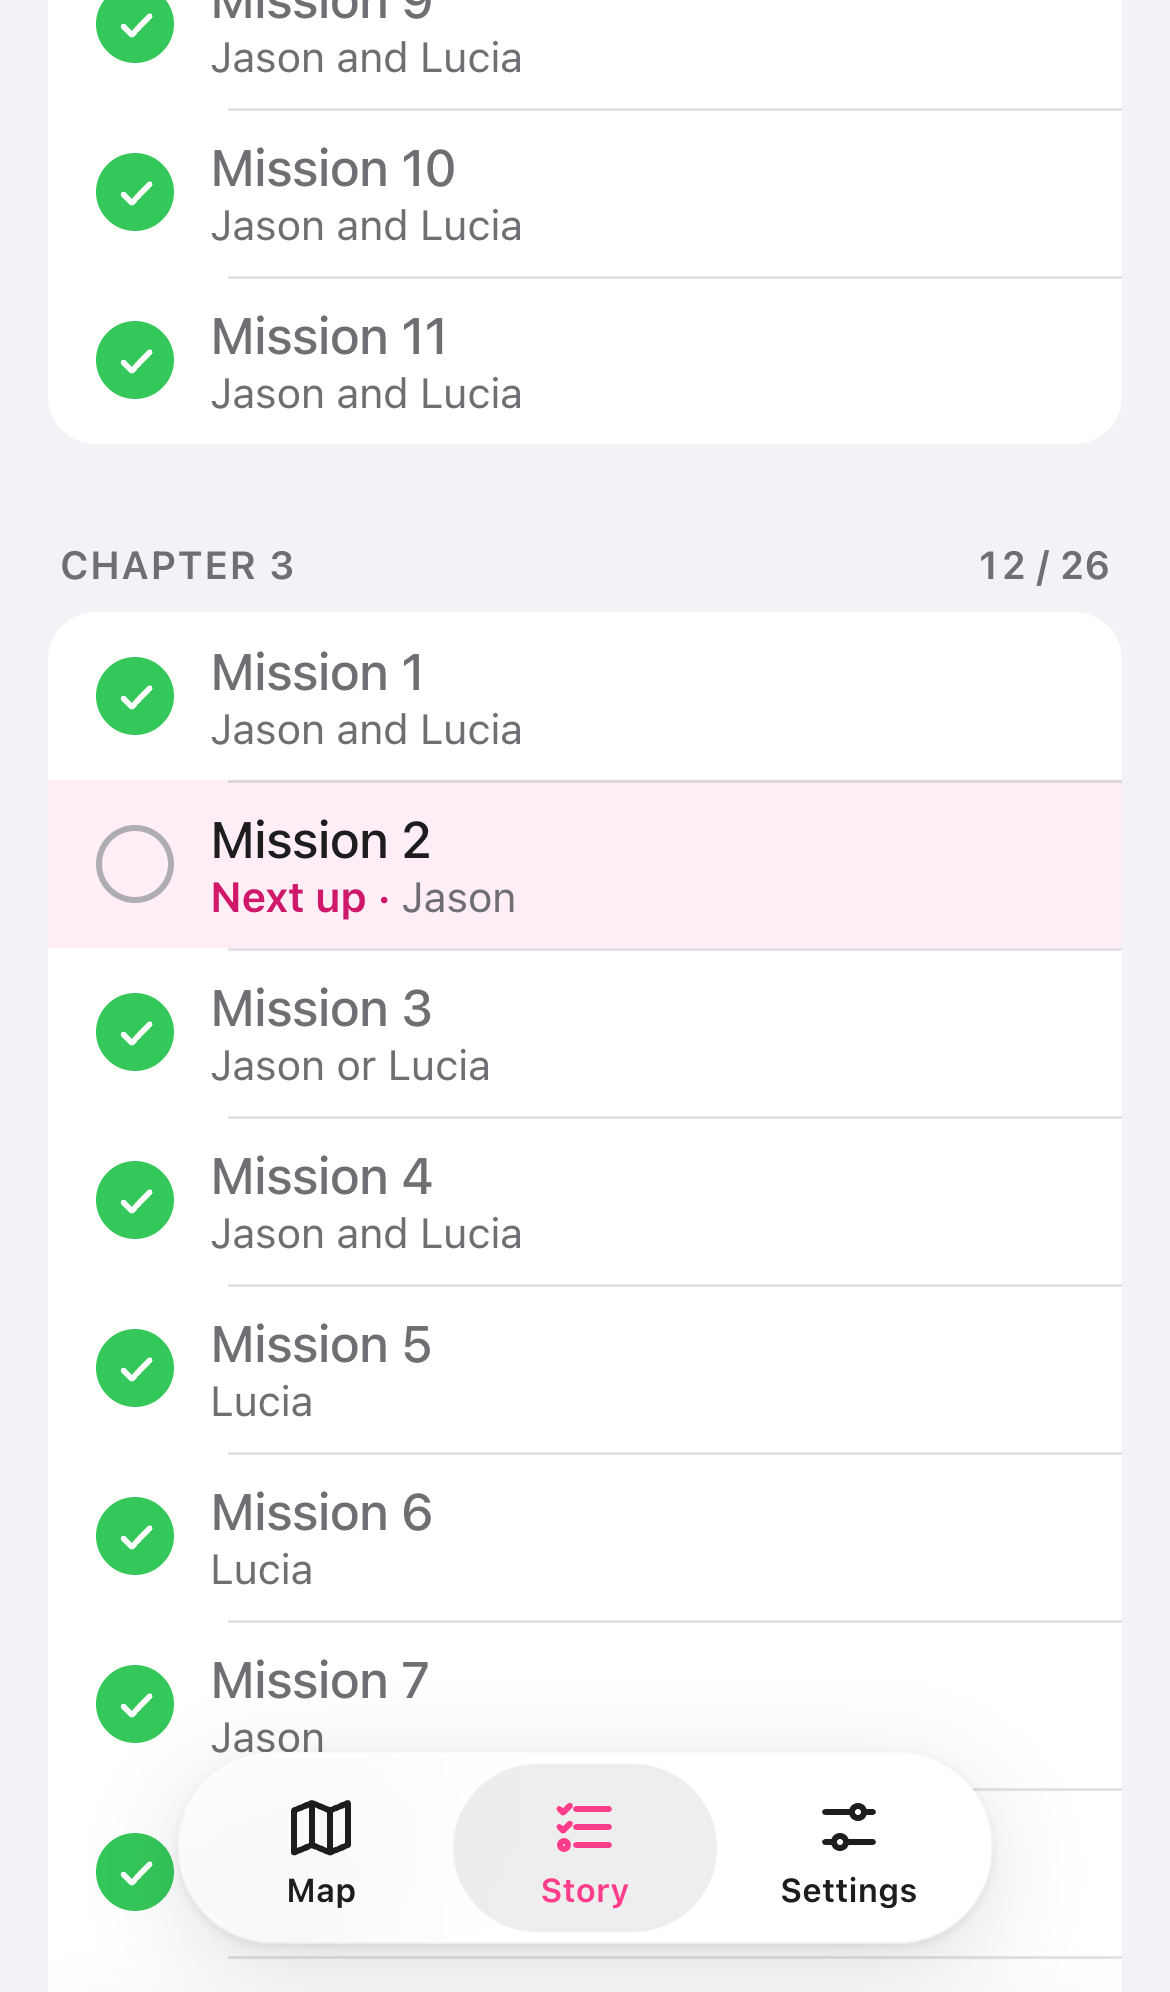 Mission 9
Jason and Lucia
Mission 10
Jason and Lucia
Mission 11
Jason and Lucia
CHAPTER 3
12 / 26
Mission 1
Jason and Lucia
Mission 2
Next up · Jason
Mission 3
Jason or Lucia
Mission 4
Jason and Lucia
Mission 5
Lucia
Mission 6
Lucia
Mission 7
Jason
Map
Story
Settings